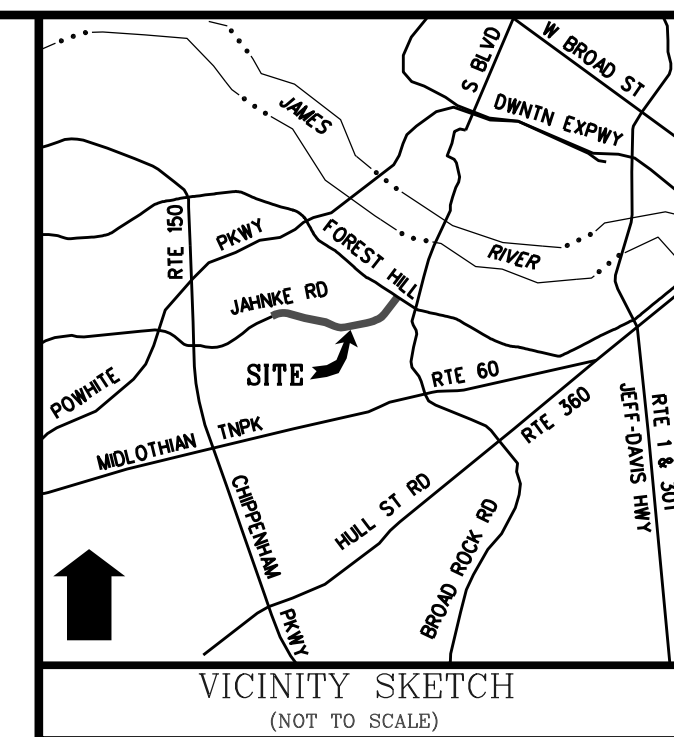 W BROAD ST
S BLVD
DWNTN EXPWY
JAMES
RIVER
RTE 150
PKWY
FOREST HILL
JAHNKE RD
SITE
POWHITE
RTE 60
RTE 360
MIDLOTHIAN TNPK
JEFF-DAVIS HWY
RTE 1 & 301
CHIPPENHAM PKWY
HULL ST RD
BROAD ROCK RD
VICINITY SKETCH
(NOT TO SCALE)